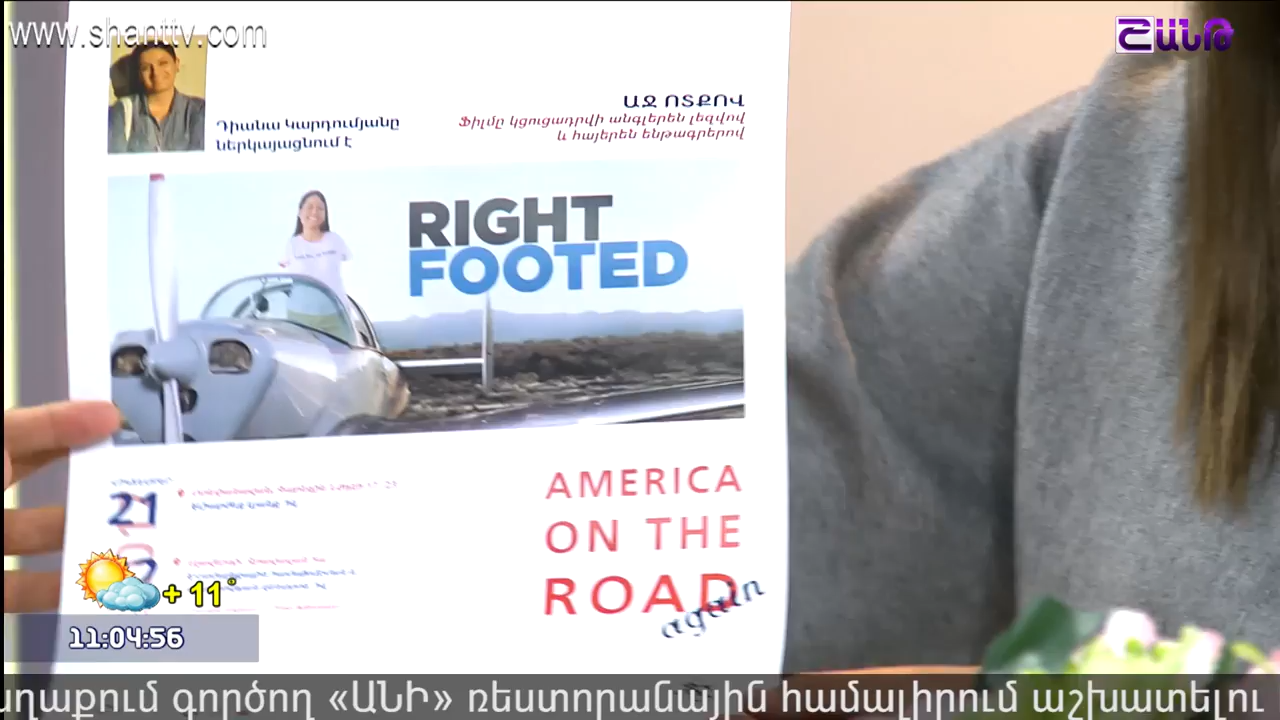 www.shanttv.com
ՇԱՆԹ
Դիանա Կարդումյանը
ներկայացնում է
ԱՋ ՈՏՔՈՎ
Ֆիլմը կցուցադրվի անգլերեն լեզվով
և հայերեն ենթագրերով
RIGHT
FOOTED
21
AMERICA
ON THE
ROAD
again
+ 11°
11:04:56
աղաքում գործող «ԱՆԻ» ռեստորանային համալիրում աշխատելու